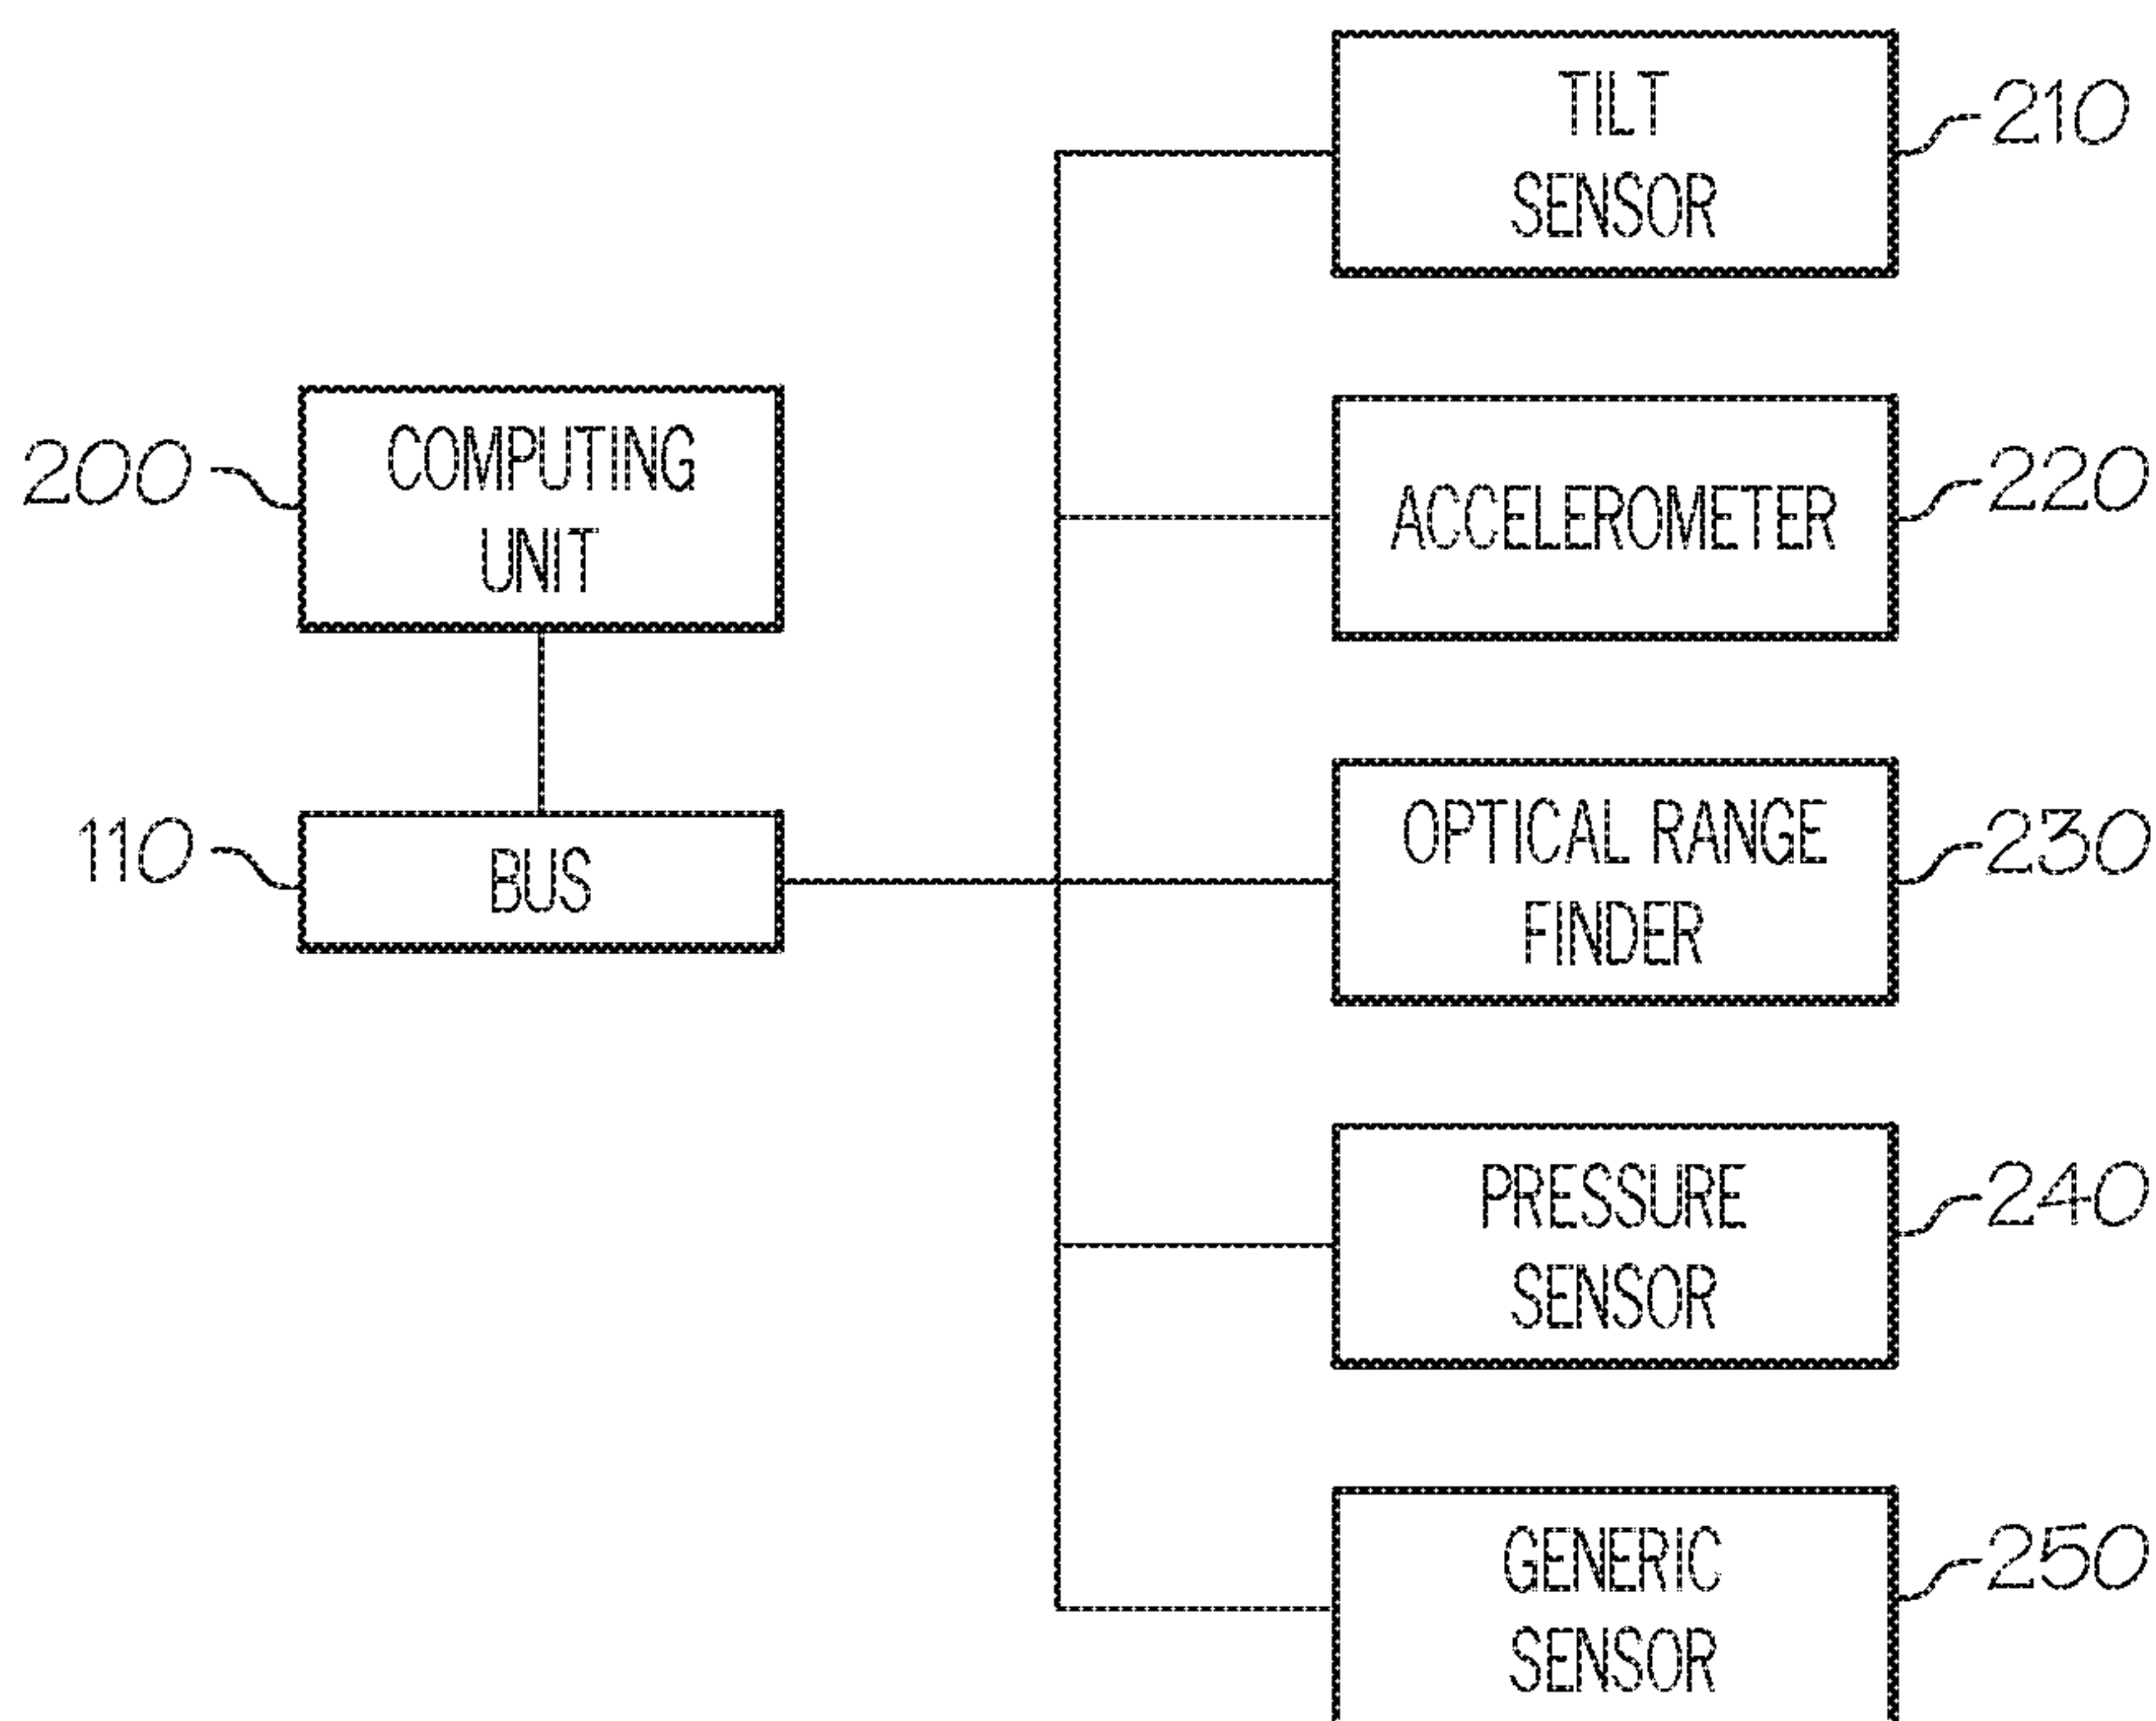 TILT
SENSOR
210
COMPUTING
UNIT
200
ACCELEROMETER
220
BUS
110
OPTICAL RANGE
FINDER
230
PRESSURE
SENSOR
240
GENERIC
SENSOR
250